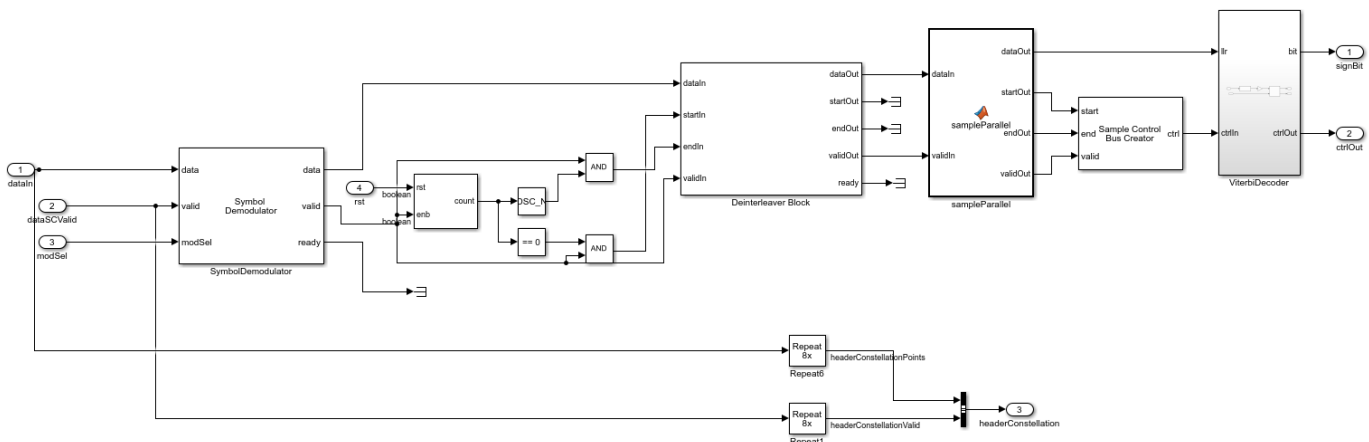 1
dataIn
2
dataSCValid
3
modSel
data
valid
modSel
Symbol
Demodulator
data
valid
ready
SymbolDemodulator
4
rst
boolean
boolean
rst
enb
count
== 0
AND
AND
dataIn
startIn
endIn
validIn
dataOut
startOut
endOut
validOut
ready
Deinterleaver Block
dataIn
validIn
sampleParallel
dataOut
startOut
endOut
validOut
sampleParallel
start
end
valid
Sample Control
Bus Creator
ctrl
llr
ctrlIn
bit
ctrlOut
ViterbiDecoder
1
signBit
2
ctrlOut
Repeat
8x
Repeat6
headerConstellationPoints
Repeat
8x
Repeat1
headerConstellationValid
3
headerConstellation